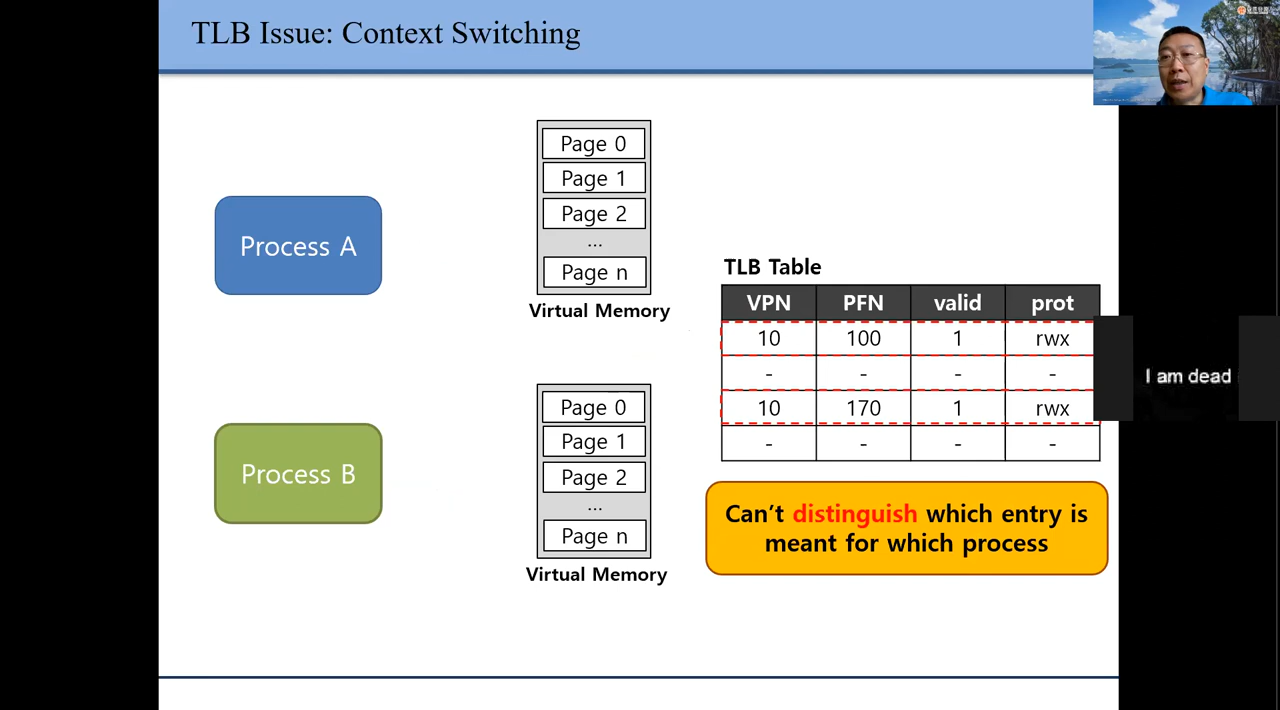 TLB Issue: Context Switching
Page 0
Page 1
Page 2
...
Page n
Virtual Memory
Process A
TLB Table
VPN PFN valid prot
10 100 1 rwx
- - - -
10 170 1 rwx
- - - -
I am dead
Page 0
Page 1
Page 2
...
Page n
Virtual Memory
Process B
Can't distinguish which entry is
meant for which process